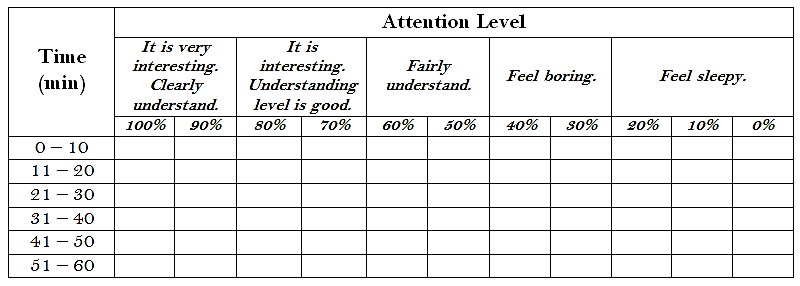 Time
(min)
Attention Level
It is very
interesting.
Clearly
understand.
It is
interesting.
Understanding
level is good.
Fairly
understand.
Feel boring.
Feel sleepy.
100% 90% 80% 70% 60% 50% 40% 30% 20% 10% 0%
0 – 10
11 – 20
21 – 30
31 – 40
41 – 50
51 – 60